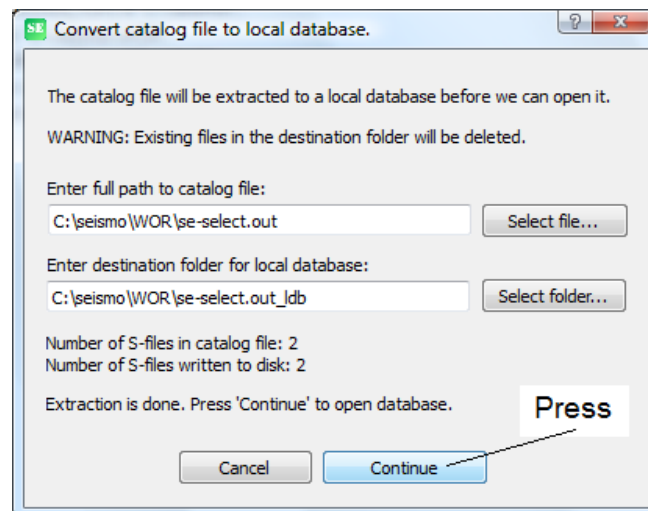 SE Convert catalog file to local database.
The catalog file will be extracted to a local database before we can open it.
WARNING: Existing files in the destination folder will be deleted.
Enter full path to catalog file:
C:\seismo\WOR\se-select.out Select file...
Enter destination folder for local database:
C:\seismo\WOR\se-select.out_ldb Select folder...
Number of S-files in catalog file: 2
Number of S-files written to disk: 2
Extraction is done. Press 'Continue' to open database.
Press
Cancel Continue